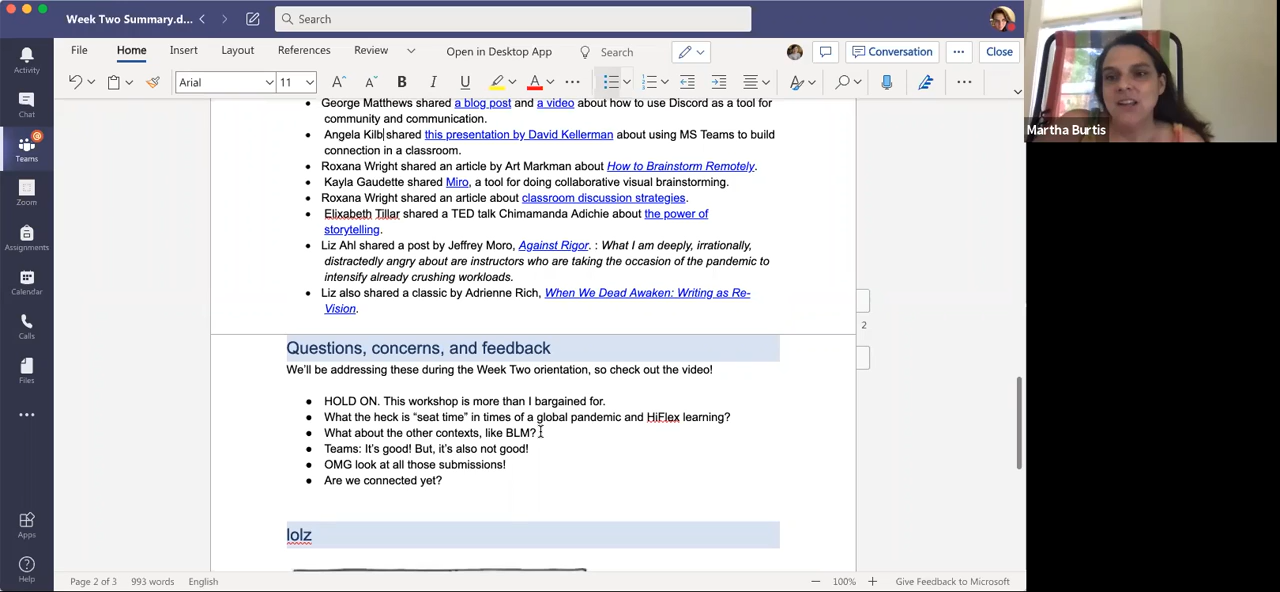 Week Two Summary.d...
Search
File
Home
Insert
Layout
References
Review
Open in Desktop App
Search
Conversation
Close
Arial
11
B
I
U
A
Activity
Chat
Teams
Zoom
Assignments
Calendar
Calls
Files
Apps
Help
George Matthews shared a blog post and a video about how to use Discord as a tool for
community and communication.
Angela Kilb shared this presentation by David Kellerman about using MS Teams to build
connection in a classroom.
Roxana Wright shared an article by Art Markman about How to Brainstorm Remotely.
Kayla Gaudette shared Miro, a tool for doing collaborative visual brainstorming.
Roxana Wright shared an article about classroom discussion strategies.
Elixabeth Tillar shared a TED talk Chimamanda Adichie about the power of
storytelling.
Liz Ahl shared a post by Jeffrey Moro, Against Rigor. : What I am deeply, irrationally,
distractedly angry about are instructors who are taking the occasion of the pandemic to
intensify already crushing workloads.
Liz also shared a classic by Adrienne Rich, When We Dead Awaken: Writing as Re-
Vision.
2
Questions, concerns, and feedback
We'll be addressing these during the Week Two orientation, so check out the video!
HOLD ON. This workshop is more than I bargained for.
What the heck is “seat time” in times of a global pandemic and HiFlex learning?
What about the other contexts, like BLM?
Teams: It's good! But, it's also not good!
OMG look at all those submissions!
Are we connected yet?
lolz
Page 2 of 3
993 words
English
100%
Give Feedback to Microsoft
Martha Burtis